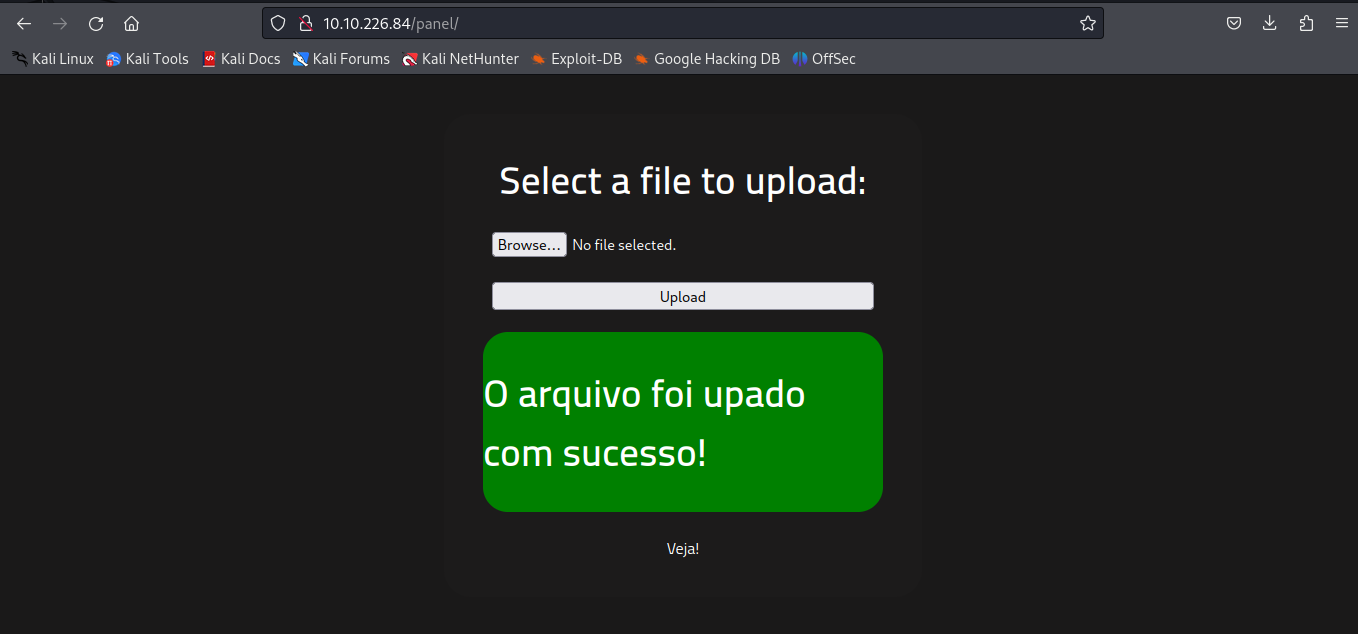 10.10.226.84/panel/
Kali Linux Kali Tools Kali Docs Kali Forums Kali NetHunter Exploit-DB Google Hacking DB OffSec
Select a file to upload:
Browse... No file selected.
Upload
O arquivo foi upado
com sucesso!
Veja!